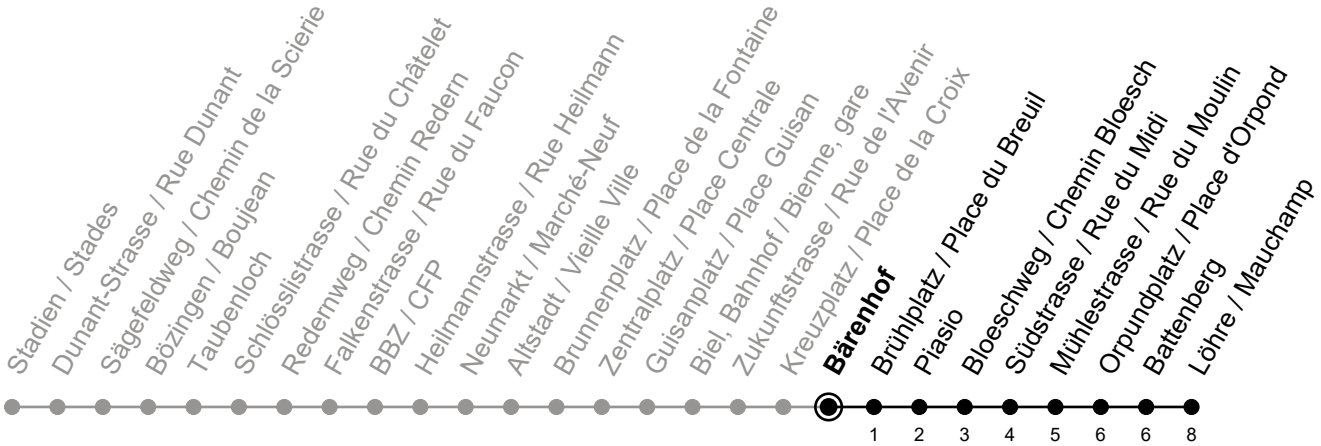 Stadien / Stades
Dunant-Strasse / Rue Dunant
Sägefeldweg / Chemin de la Scierie
Bözingen / Boujean
Taubenloch
Schlösslistrasse / Rue du Châtelet
Redernweg / Chemin Redern
Falkenstrasse / Rue du Faucon
BBZ / CFP
Heilmannstrasse / Rue Heilmann
Neumarkt / Marché-Neuf
Altstadt / Vieille Ville
Brunnenplatz / Place de la Fontaine
Zentralplatz / Place Centrale
Guisanplatz / Place Guisan
Biel, Bahnhof / Bienne, gare
Zukunftstrasse / Rue de l'Avenir
Kreuzplatz / Place de la Croix
Bärenhof
Brühlplatz / Place du Breuil
Piasio
Bloeschweg / Chemin Bloesch
Südstrasse / Rue du Midi
Mühlestrasse / Rue du Moulin
Orpundplatz / Place d'Orpond
Battenberg
Löhre / Mauchamp
1 2 3 4 5 6 6 8